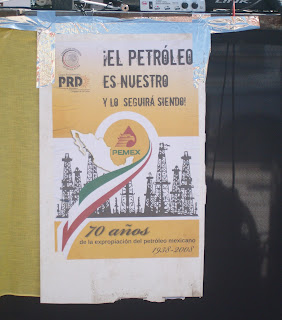 ¡EL PETRÓLEO
PRD
ES NUESTRO
Y LO SEGUIRÁ SIENDO!
PEMEX
70 años
de la expropiación del petróleo mexicano
1938-2008